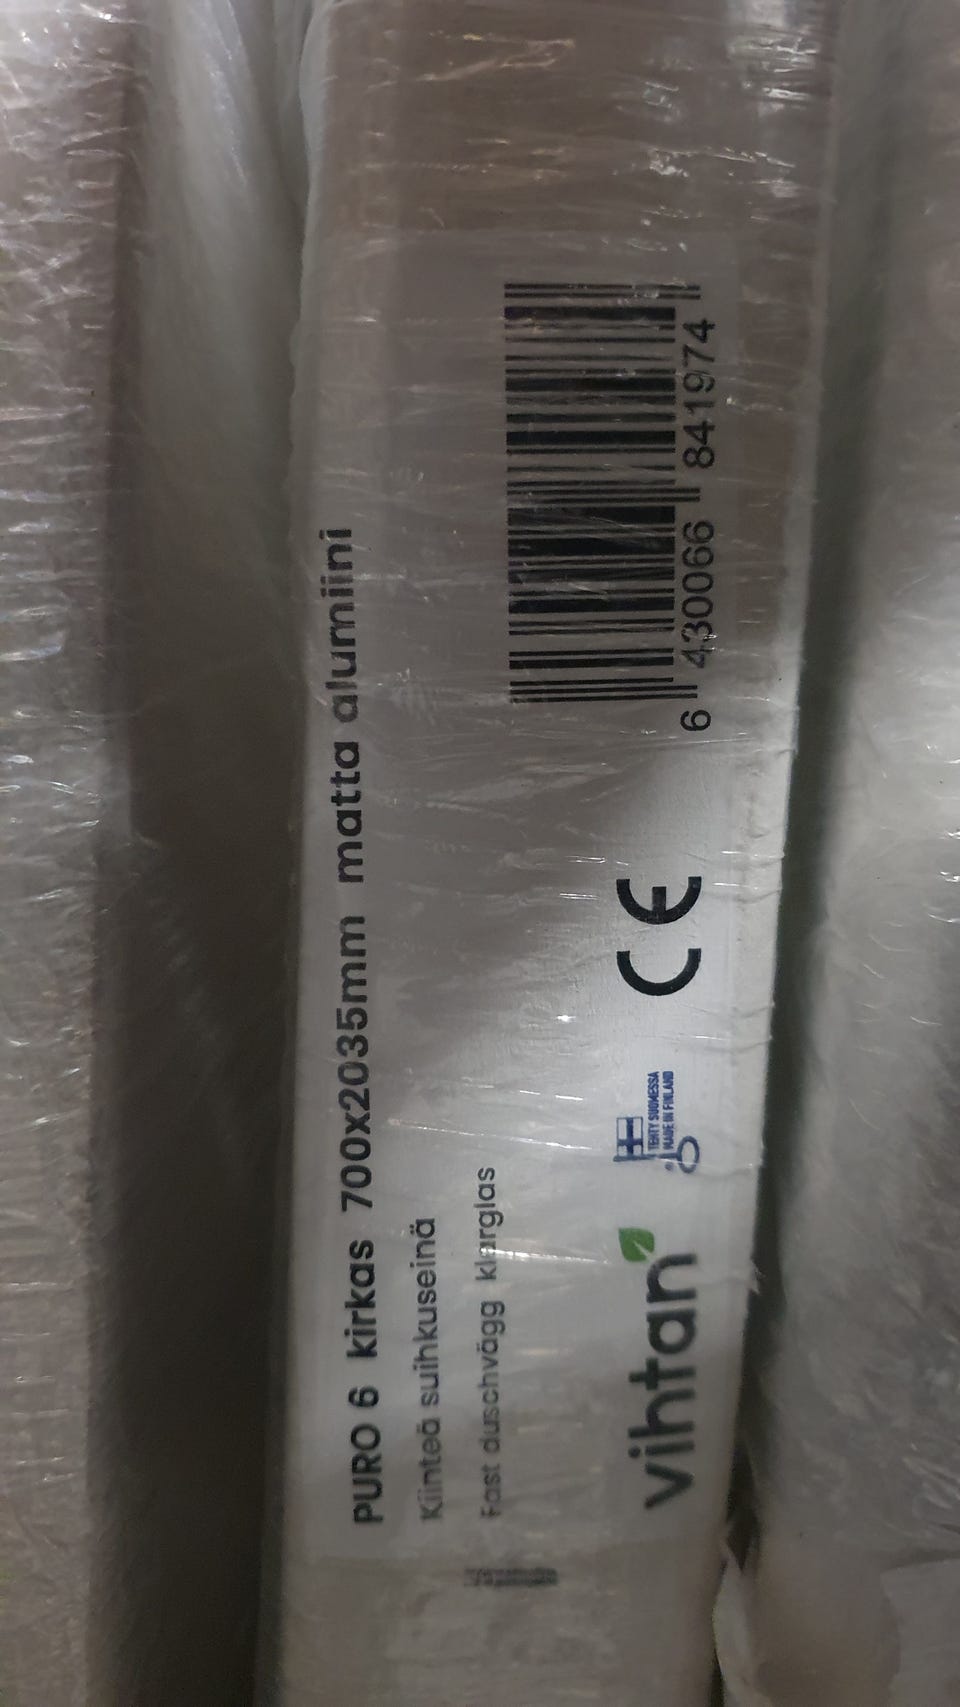 PURO 6 kirkas 700x2035mm matta alumiini
Kiinteä suihkuseinä
Fast duschvägg klarglas
6 430066 841974
vihtan
TEHTY SUOMESSA
MADE IN FINLAND
CE